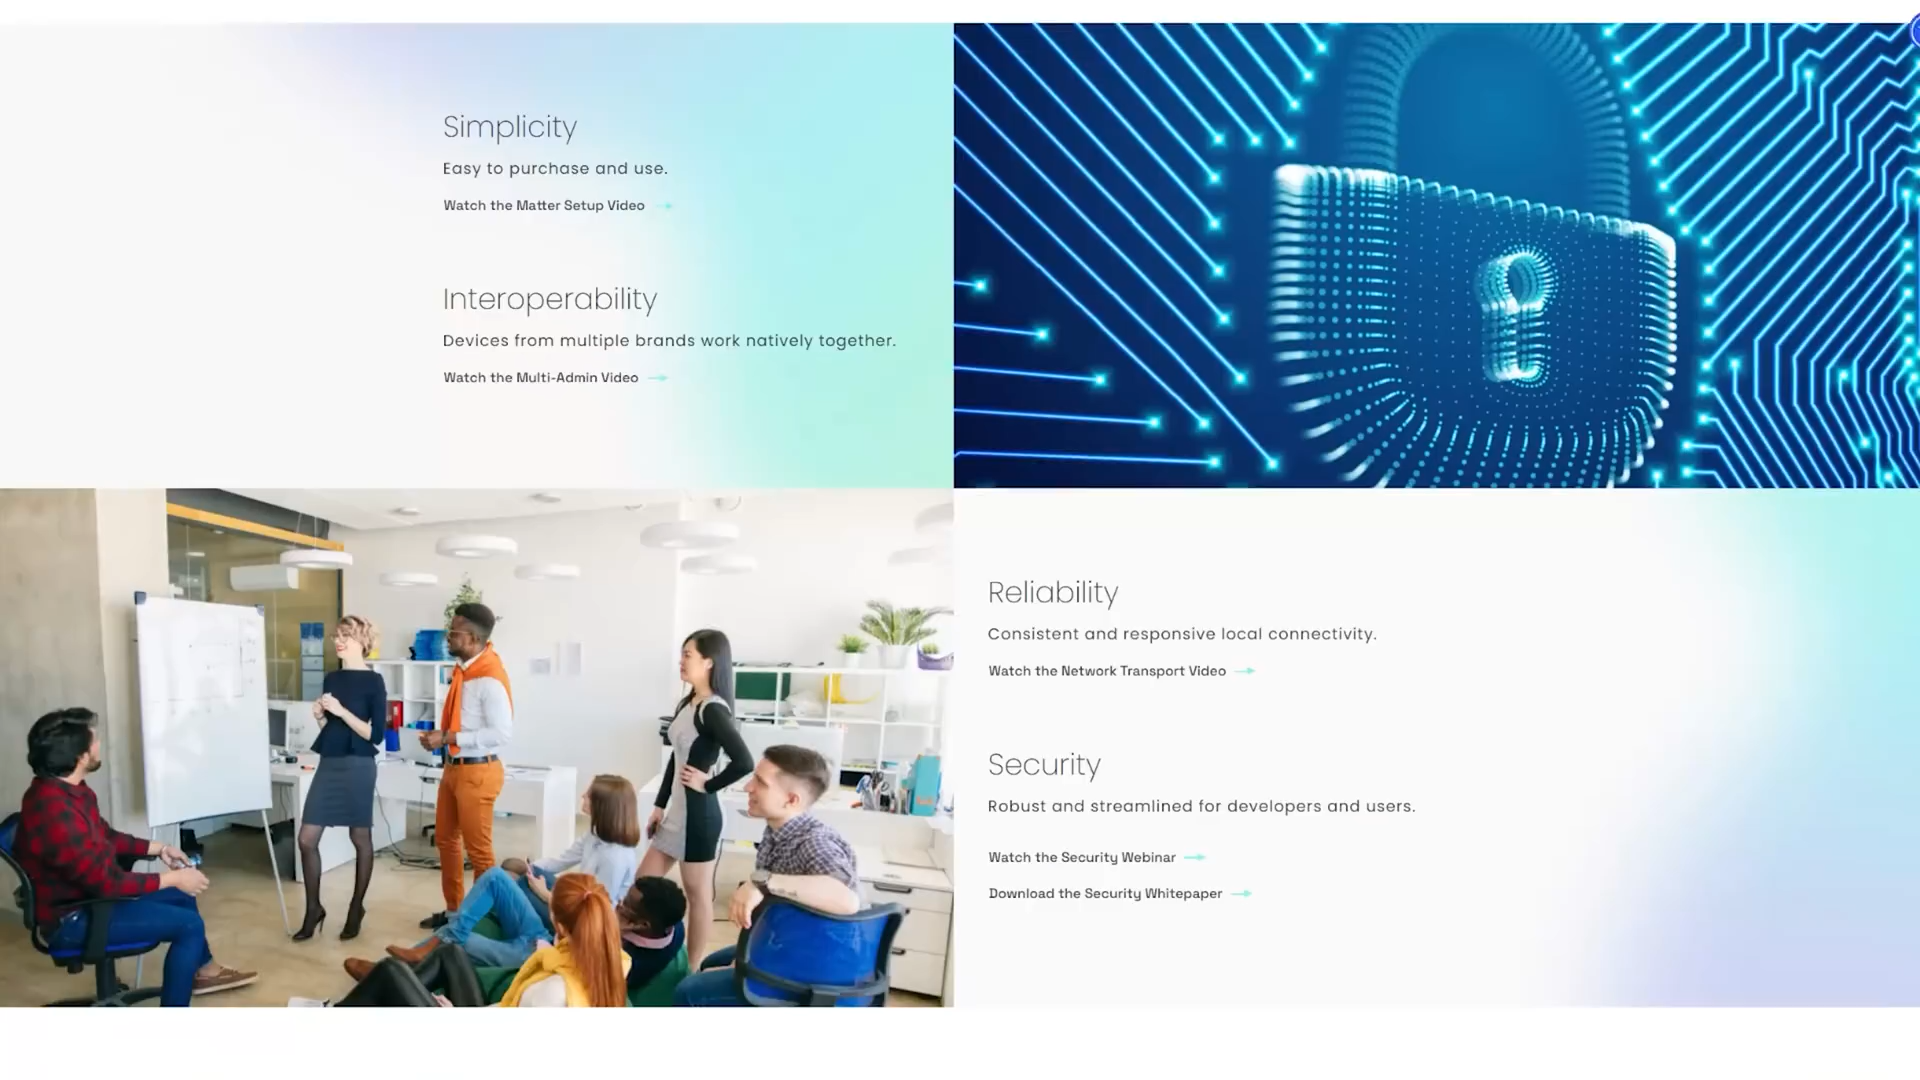 Simplicity
Easy to purchase and use.
Watch the Matter Setup Video
Interoperability
Devices from multiple brands work natively together.
Watch the Multi-Admin Video
Reliability
Consistent and responsive local connectivity.
Watch the Network Transport Video
Security
Robust and streamlined for developers and users.
Watch the Security Webinar
Download the Security Whitepaper